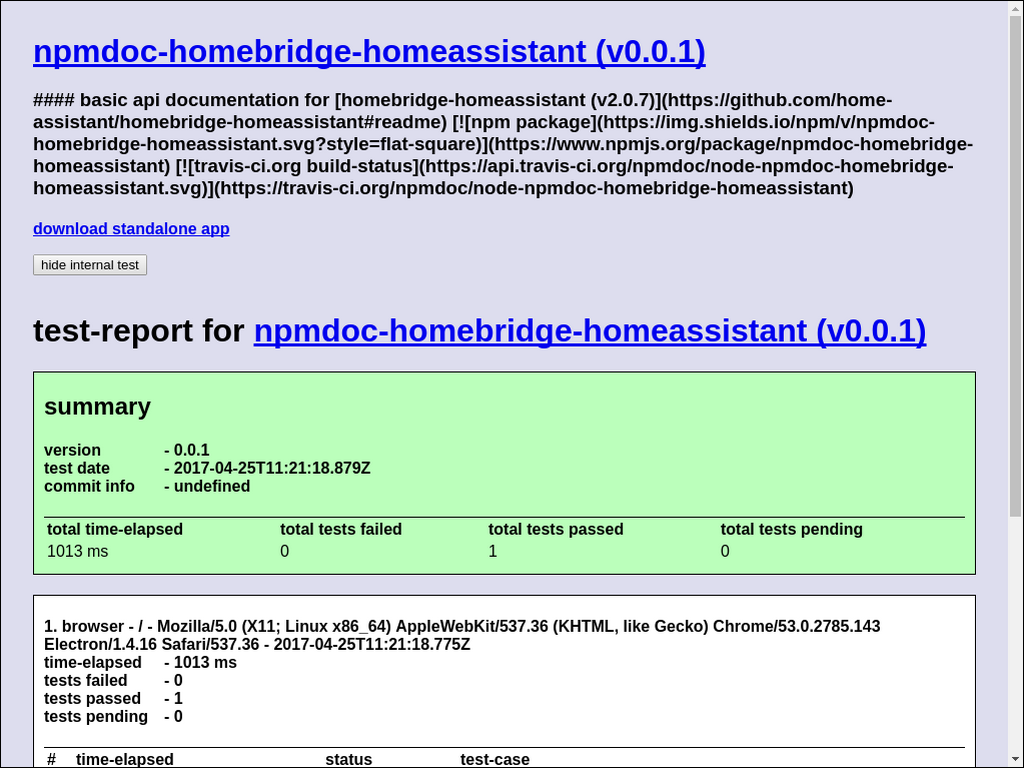 npmdoc-homebridge-homeassistant (v0.0.1)
#### basic api documentation for [homebridge-homeassistant (v2.0.7)](https://github.com/home-
assistant/homebridge-homeassistant#readme) [![npm package](https://img.shields.io/npm/v/npmdoc-
homebridge-homeassistant.svg?style=flat-square)](https://www.npmjs.org/package/npmdoc-homebridge-
homeassistant) [![travis-ci.org build-status](https://api.travis-ci.org/npmdoc/node-npmdoc-homebridge-
homeassistant.svg)](https://travis-ci.org/npmdoc/node-npmdoc-homebridge-homeassistant)
download standalone app
hide internal test
test-report for npmdoc-homebridge-homeassistant (v0.0.1)
summary
version - 0.0.1
test date - 2017-04-25T11:21:18.879Z
commit info - undefined
total time-elapsed total tests failed total tests passed total tests pending
1013 ms 0 1 0
1. browser - / - Mozilla/5.0 (X11; Linux x86_64) AppleWebKit/537.36 (KHTML, like Gecko) Chrome/53.0.2785.143
Electron/1.4.16 Safari/537.36 - 2017-04-25T11:21:18.775Z
time-elapsed - 1013 ms
tests failed - 0
tests passed - 1
tests pending - 0
# time-elapsed status test-case